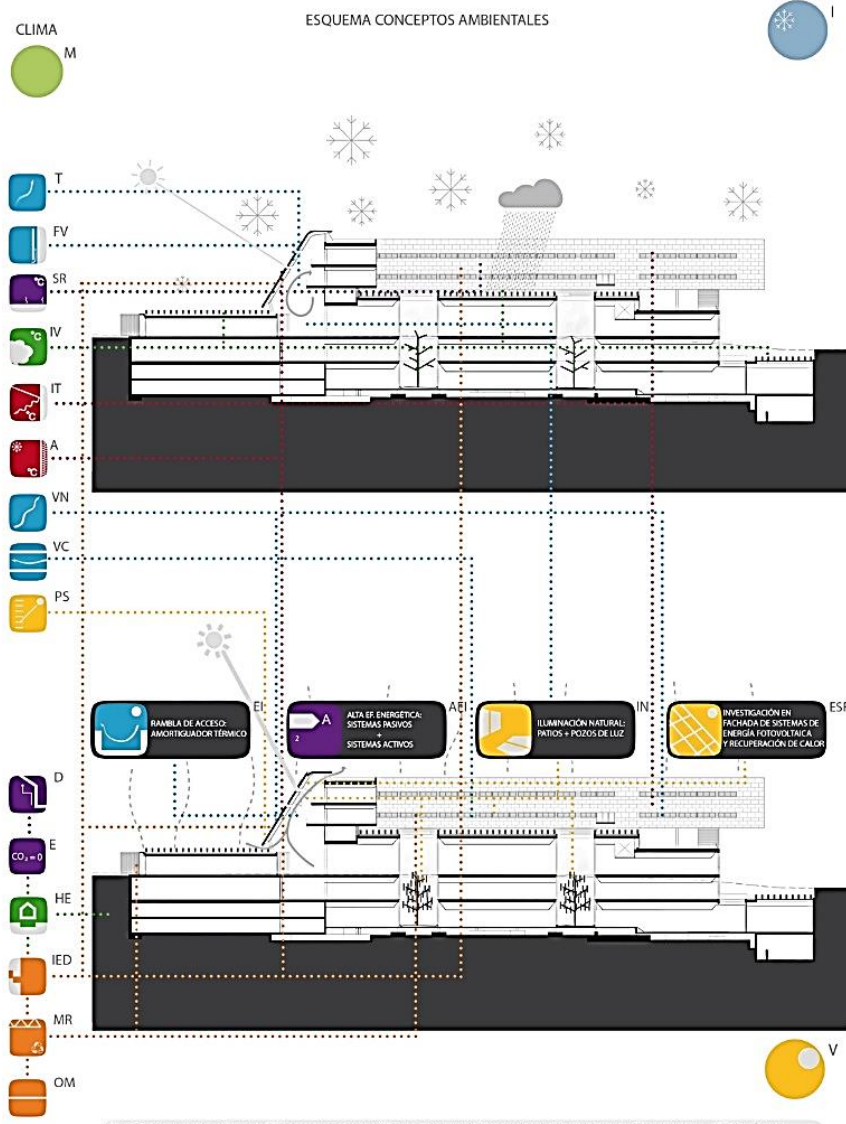 ESQUEMA CONCEPTOS AMBIENTALES
I
CLIMA
M
T
FV
SR
°C
IV
°C
IT
°C
A
°C
VN
VC
PS
RAMBLA DE ACCESO:
AMORTIGUADOR TÉRMICO
EI
A
2
ALTA EF. ENERGÉTICA:
SISTEMAS PASIVOS
+
SISTEMAS ACTIVOS
AEI
ILUMINACIÓN NATURAL:
PATIOS + POZOS DE LUZ
IN
INVESTIGACIÓN EN
FACHADA DE SISTEMAS DE
ENERGÍA FOTOVOLTAICA
Y RECUPERACIÓN DE CALOR
ESF
D
E
CO₂=0
HE
IED
MR
OM
V